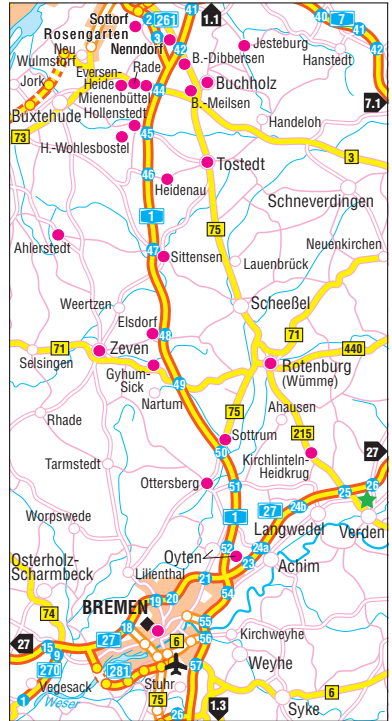 Sottorf
2
261
41
1.1
40
7
41
Rosengarten
3
Neu
Wulmstorf
Nenndorf
42
Jesteburg
Hanstedt
42
Eversen-
Heide
Rade
B.-Dibbersen
Jork
Mienenbüttel
44
Buchholz
B.-Meilsen
7.1
Buxtehude
Hollenstedt
Handeloh
73
45
H.-Wohlesbostel
3
Tostedt
46
Heidenau
Schneverdingen
1
75
Ahlerstedt
47
Sittensen
Neuenkirchen
Lauenbrück
Weertzen
Scheeßel
Elsdorf
48
71
71
Zeven
440
Selsingen
Gyhum-
Sick
49
Rotenburg
(Wümme)
Nartum
Ahausen
Rhade
75
215
Sottrum
50
Kirchlinteln-
Heidkrug
27
Tarmstedt
Ottersberg
51
26
25
1
27
24b
Worpswede
Langwedel
Verden
Osterholz-
Scharmbeck
52
24a
Oyten
23
Achim
Lilienthal
21
74
20
19
54
BREMEN
55
18
27
6
Kirchweyhe
27
15
9
56
270
281
57
Weyhe
Vegesack
Stuhr
1
Weser
75
1.3
6
26
Syke